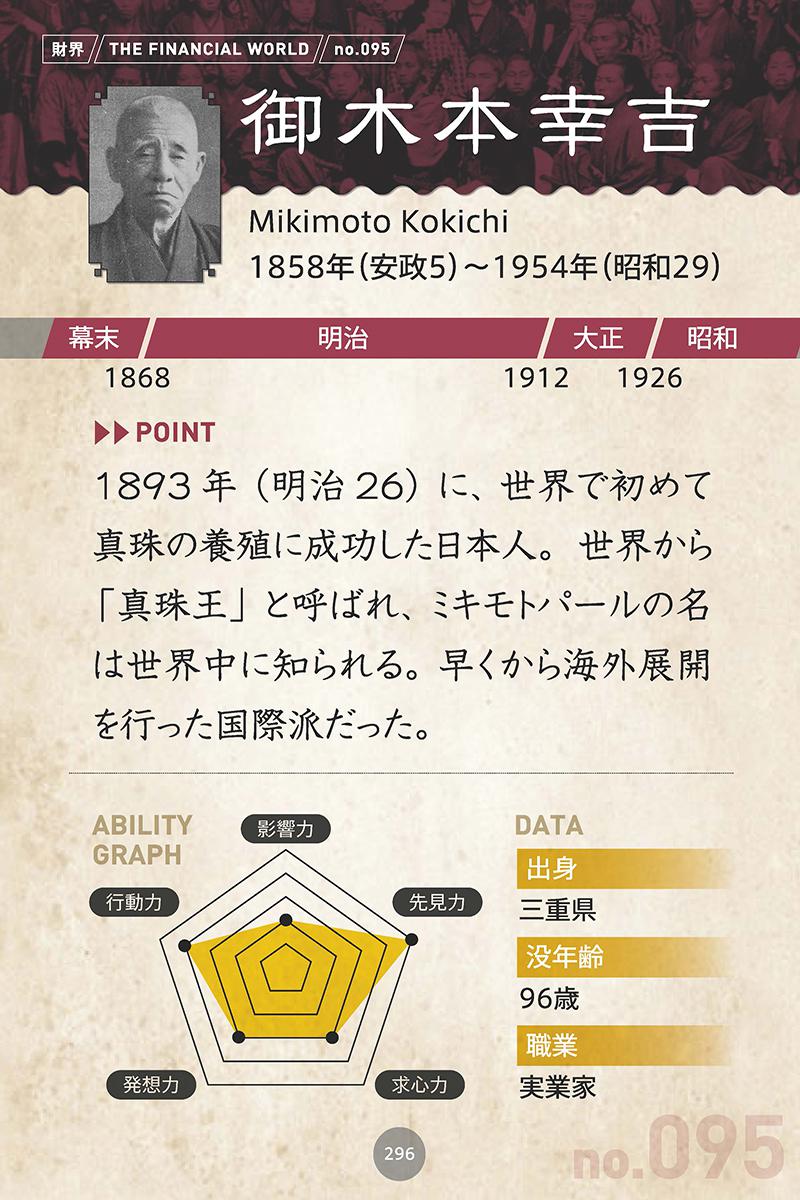 財界 THE FINANCIAL WORLD no.095
御木本幸吉
Mikimoto Kokichi
1858年(安政5)～1954年(昭和29)
幕末 明治 大正 昭和
1868 1912 1926
POINT
1893年（明治26）に、世界で初めて
真珠の養殖に成功した日本人。世界から
「真珠王」と呼ばれ、ミキモトパールの名
は世界中に知られる。早くから海外展開
を行った国際派だった。
ABILITY
GRAPH
影響力
行動力
先見力
発想力
求心力
DATA
出身
三重県
没年齢
96歳
職業
実業家
296
no.095